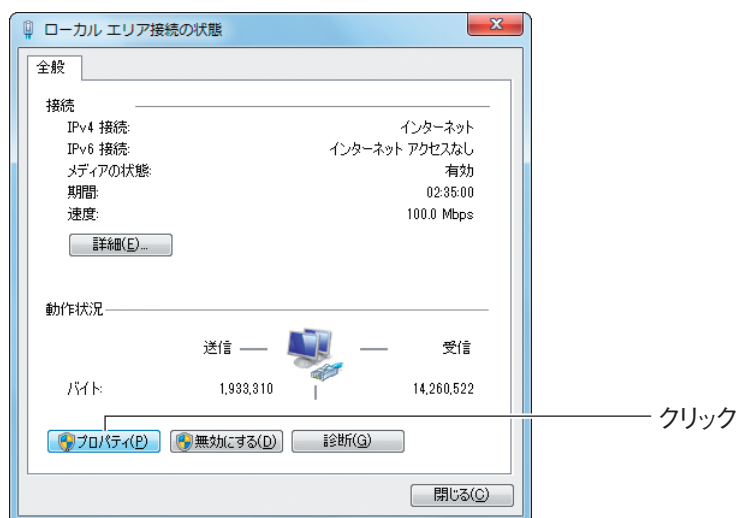 ローカル エリア接続の状態
全般
接続
IPv4 接続: インターネット
IPv6 接続: インターネット アクセスなし
メディアの状態: 有効
期間: 02:35:00
速度: 100.0 Mbps
詳細(E)...
動作状況
送信 受信
バイト: 1,933,310 14,260,522
クリック
プロパティ(P) 無効にする(D) 診断(G)
閉じる(C)